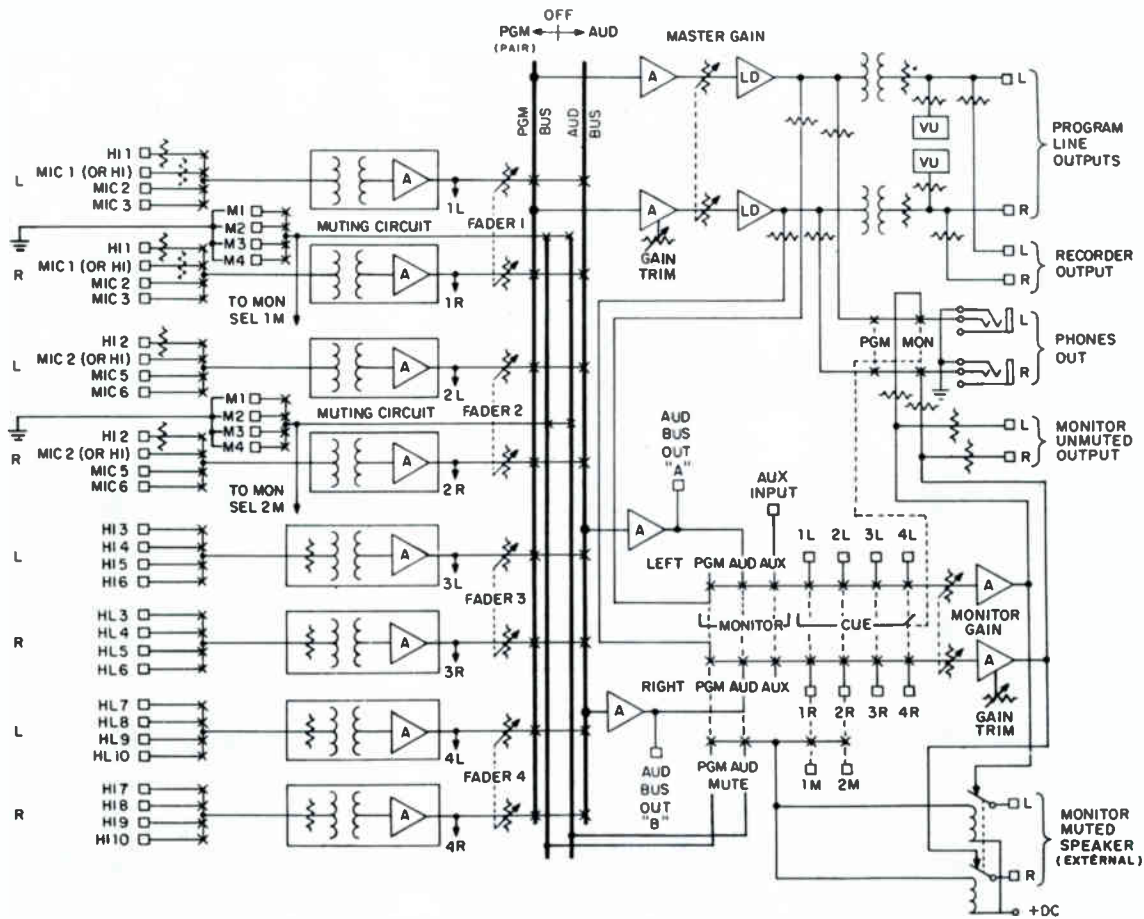 OFF
PGM AUD
(PAIR)
MASTER GAIN
PGM BUS
AUD BUS
A
LD
L
VU
VU
PROGRAM
LINE
OUTPUTS
A
LD
R
GAIN
TRIM
L
R
RECORDER
OUTPUT
PGM MON
L
R
PHONES
OUT
L
R
MONITOR
UNMUTED
OUTPUT
L
HI 1
MIC 1 (OR HI)
MIC 2
MIC 3
A
1L
M1
M2
M3
M4
MUTING CIRCUIT
FADER 1
R
HI 1
MIC 1 (OR HI)
MIC 2
MIC 3
A
1R
TO MON
SEL 1M
L
HI 2
MIC 2 (OR HI)
MIC 5
MIC 6
A
2L
M1
M2
M3
M4
MUTING CIRCUIT
FADER 2
R
HI 2
MIC 2 (OR HI)
MIC 5
MIC 6
A
2R
TO MON
SEL 2M
L
HI 3
HI 4
HI 5
HI 6
A
3L
FADER 3
R
HL 3
HL 4
HL 5
HL 6
A
3R
L
HL 7
HL 8
HL 9
HL 10
A
4L
FADER 4
R
HI 7
HI 8
HI 9
HI 10
A
4R
AUD
BUS
OUT
"A"
AUX
INPUT
A
1L 2L 3L 4L
LEFT PGM AUD AUX
A
MONITOR
CUE
MONITOR
GAIN
RIGHT PGM AUD AUX
A
1R 2R 3R 4R
GAIN
TRIM
A
PGM AUD
MUTE
1M 2M
AUD
BUS
OUT
"B"
L
R
MONITOR
MUTED
SPEAKER
(EXTERNAL)
+DC